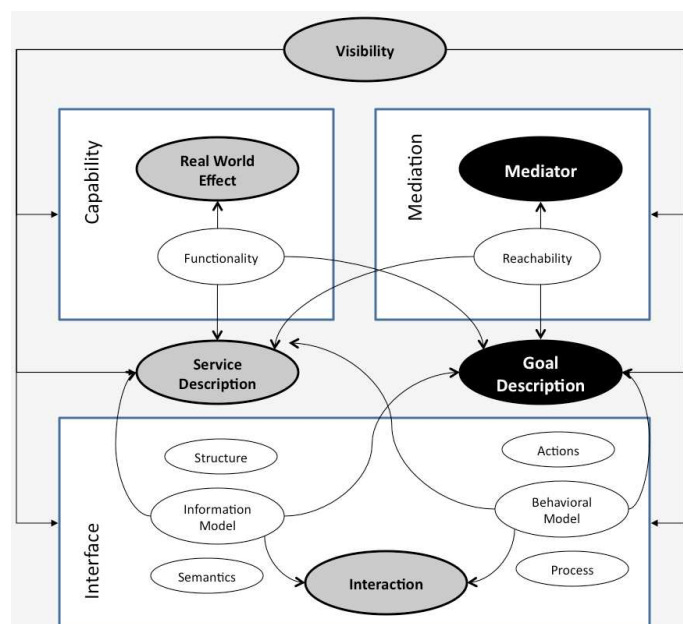 Visibility
Capability
Real World
Effect
Functionality
Mediation
Mediator
Reachability
Service
Description
Goal
Description
Interface
Structure
Information
Model
Semantics
Interaction
Actions
Behavioral
Model
Process